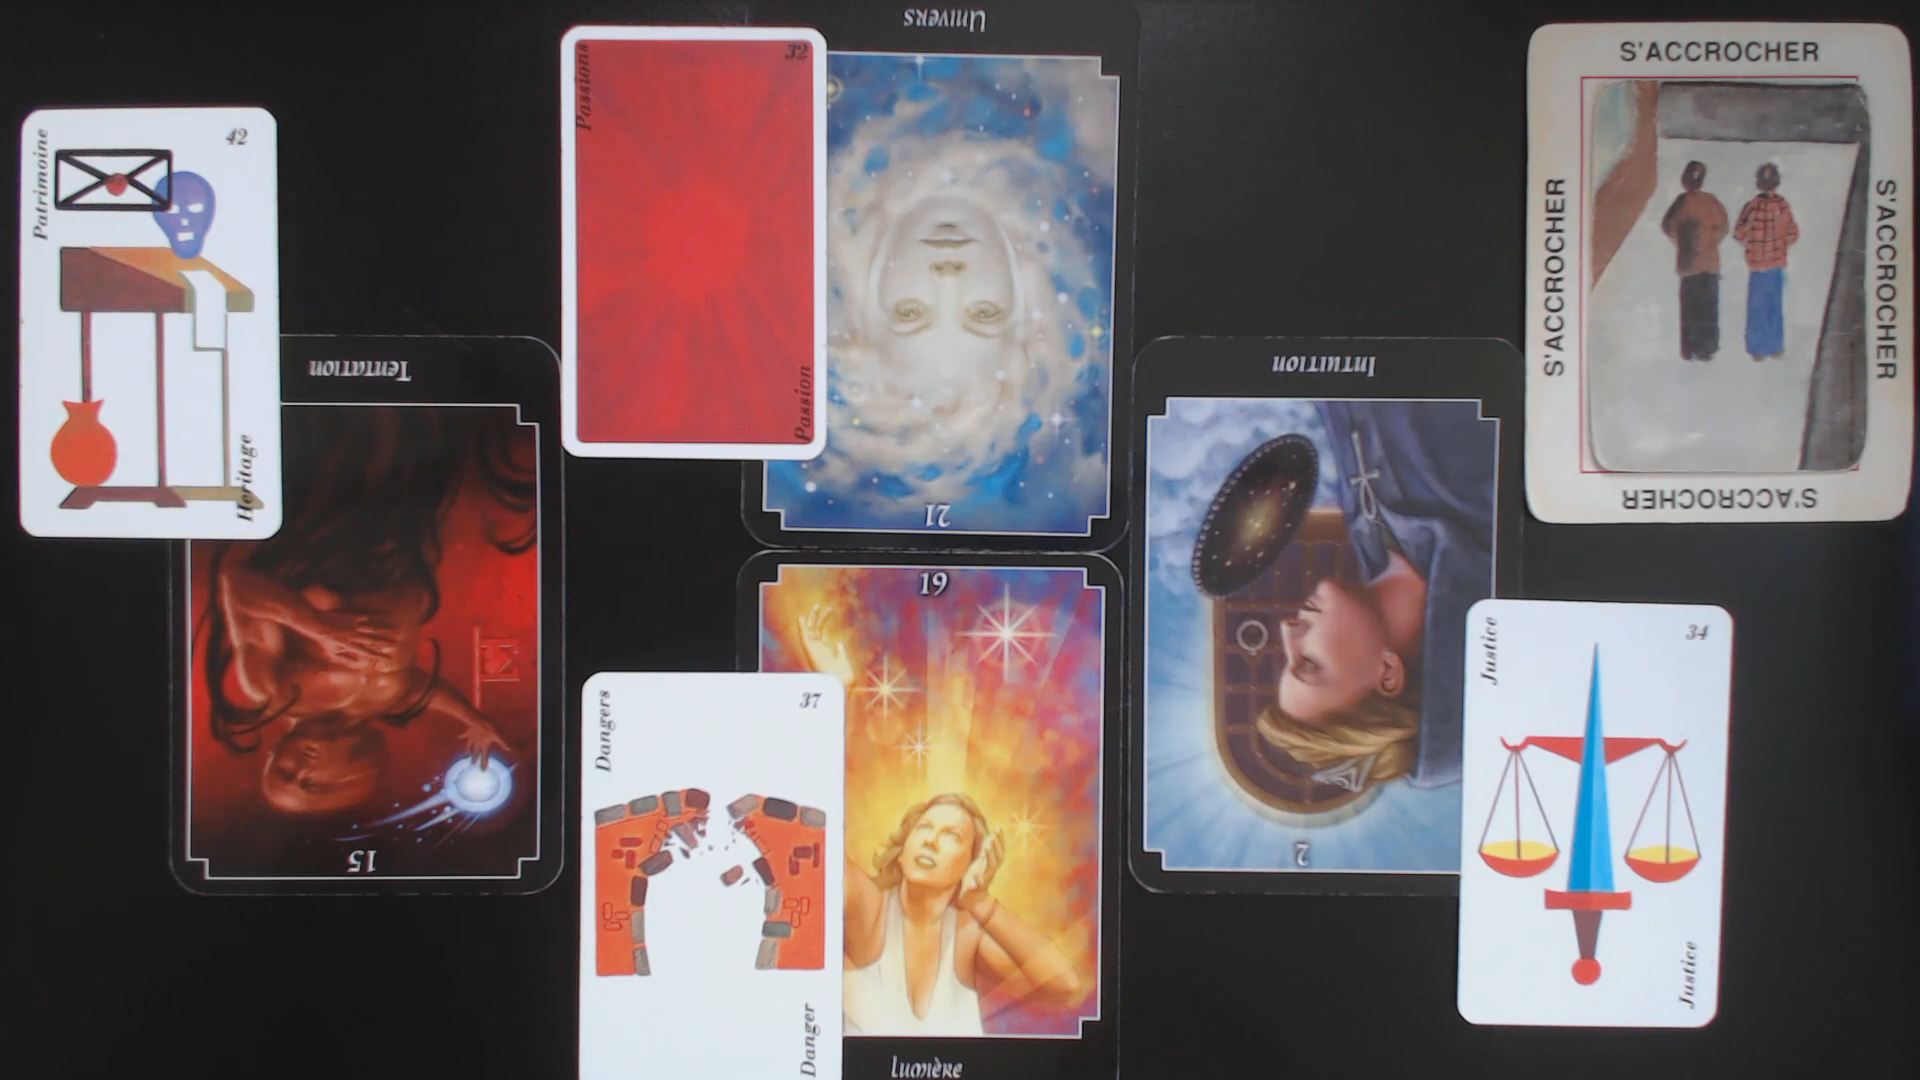 Patrimoine
42
Héritage
Tentation
15
Passions
32
Passion
Univers
21
19
Lumière
Dangers
37
Danger
Intuition
2
S'ACCROCHER
S'ACCROCHER
S'ACCROCHER
S'ACCROCHER
Justice
34
Justice